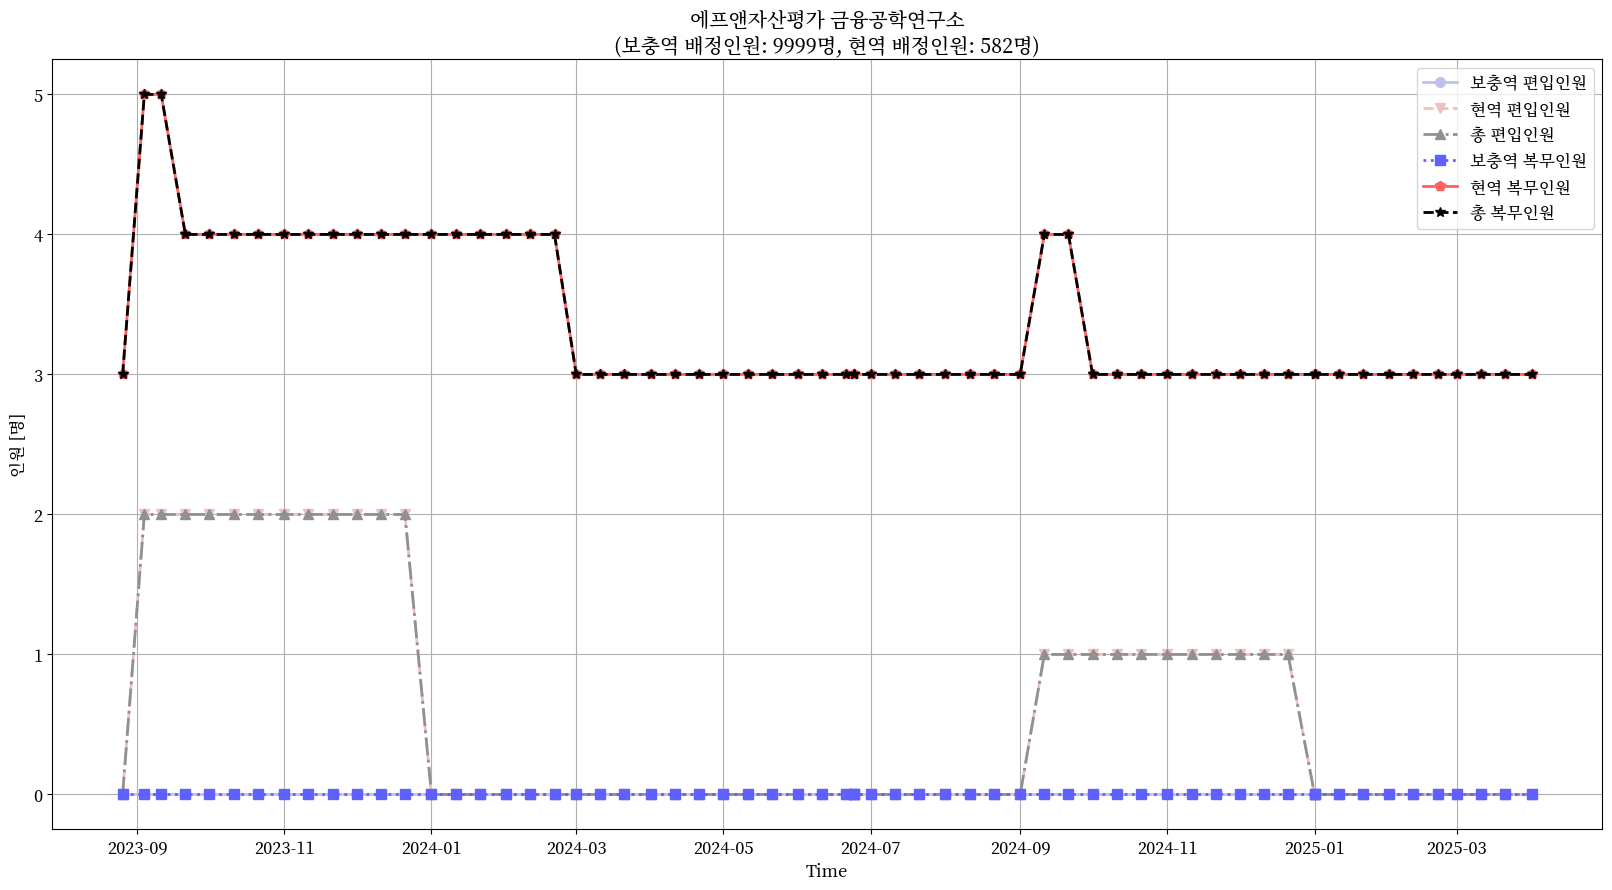 에프앤자산평가 금융공학연구소
(보충역 배정인원: 9999명, 현역 배정인원: 582명)
보충역 편입인원
현역 편입인원
총 편입인원
보충역 복무인원
현역 복무인원
총 복무인원
인원 [명]
5
4
3
2
1
0
2023-09
2023-11
2024-01
2024-03
2024-05
2024-07
2024-09
2024-11
2025-01
2025-03
Time